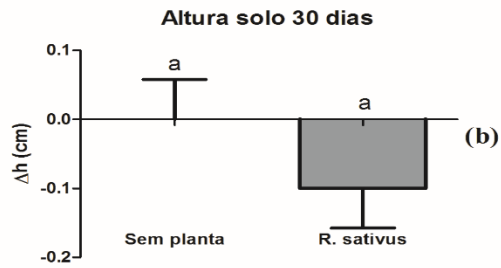 Altura solo 30 dias
0.1
0.0
-0.1
-0.2
Δh (cm)
a
a
(b)
Sem planta
R. sativus